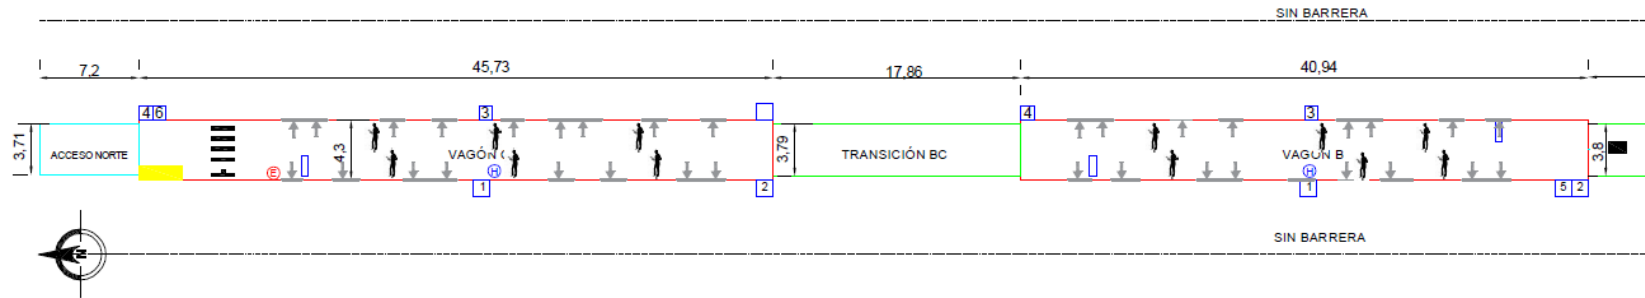 SIN BARRERA
7,2
45,73
17,86
40,94
4 6
3
4
3
3,71
ACCESO NORTE
4,3
VAGÓN
3,79
TRANSICIÓN BC
VAGÓN B
3,8
E
H
H
1
2
1
5 2
SIN BARRERA
N